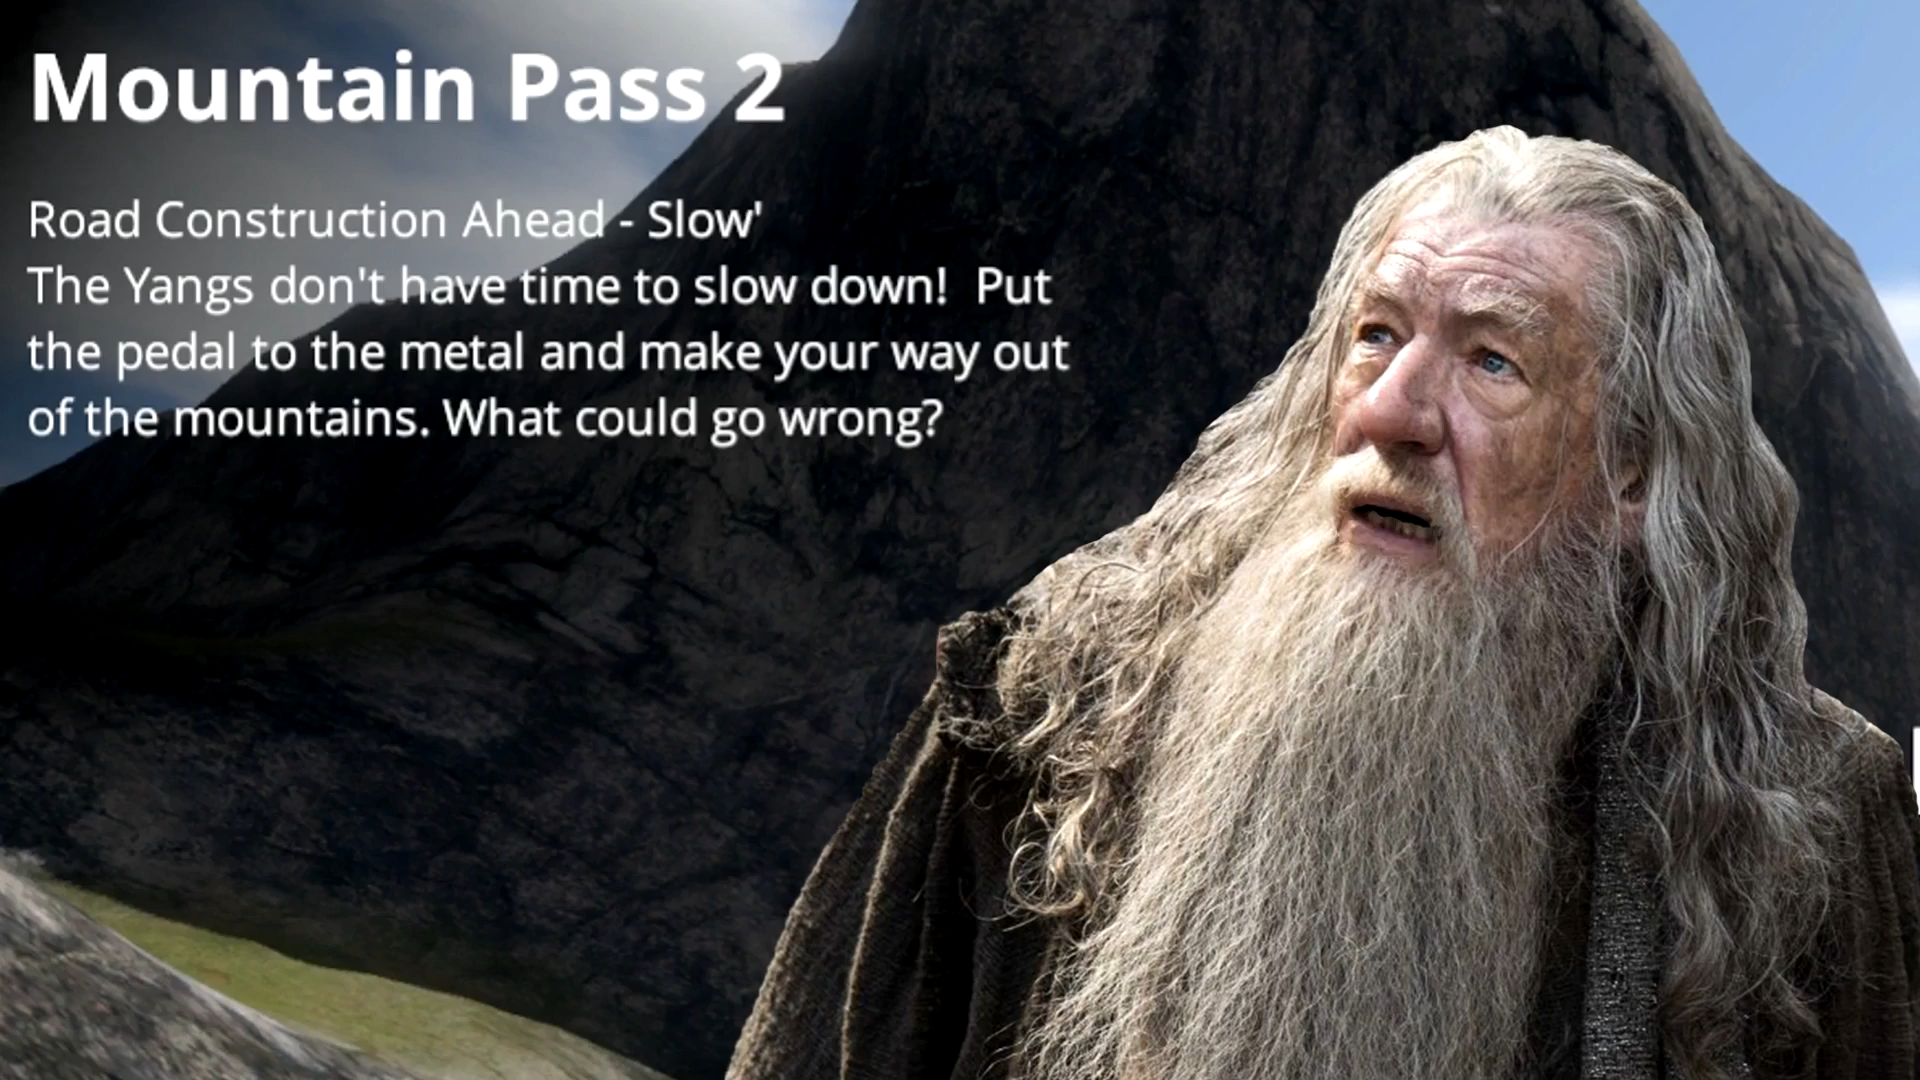 Mountain Pass 2
Road Construction Ahead - Slow'
The Yangs don't have time to slow down!  Put
the pedal to the metal and make your way out
of the mountains. What could go wrong?